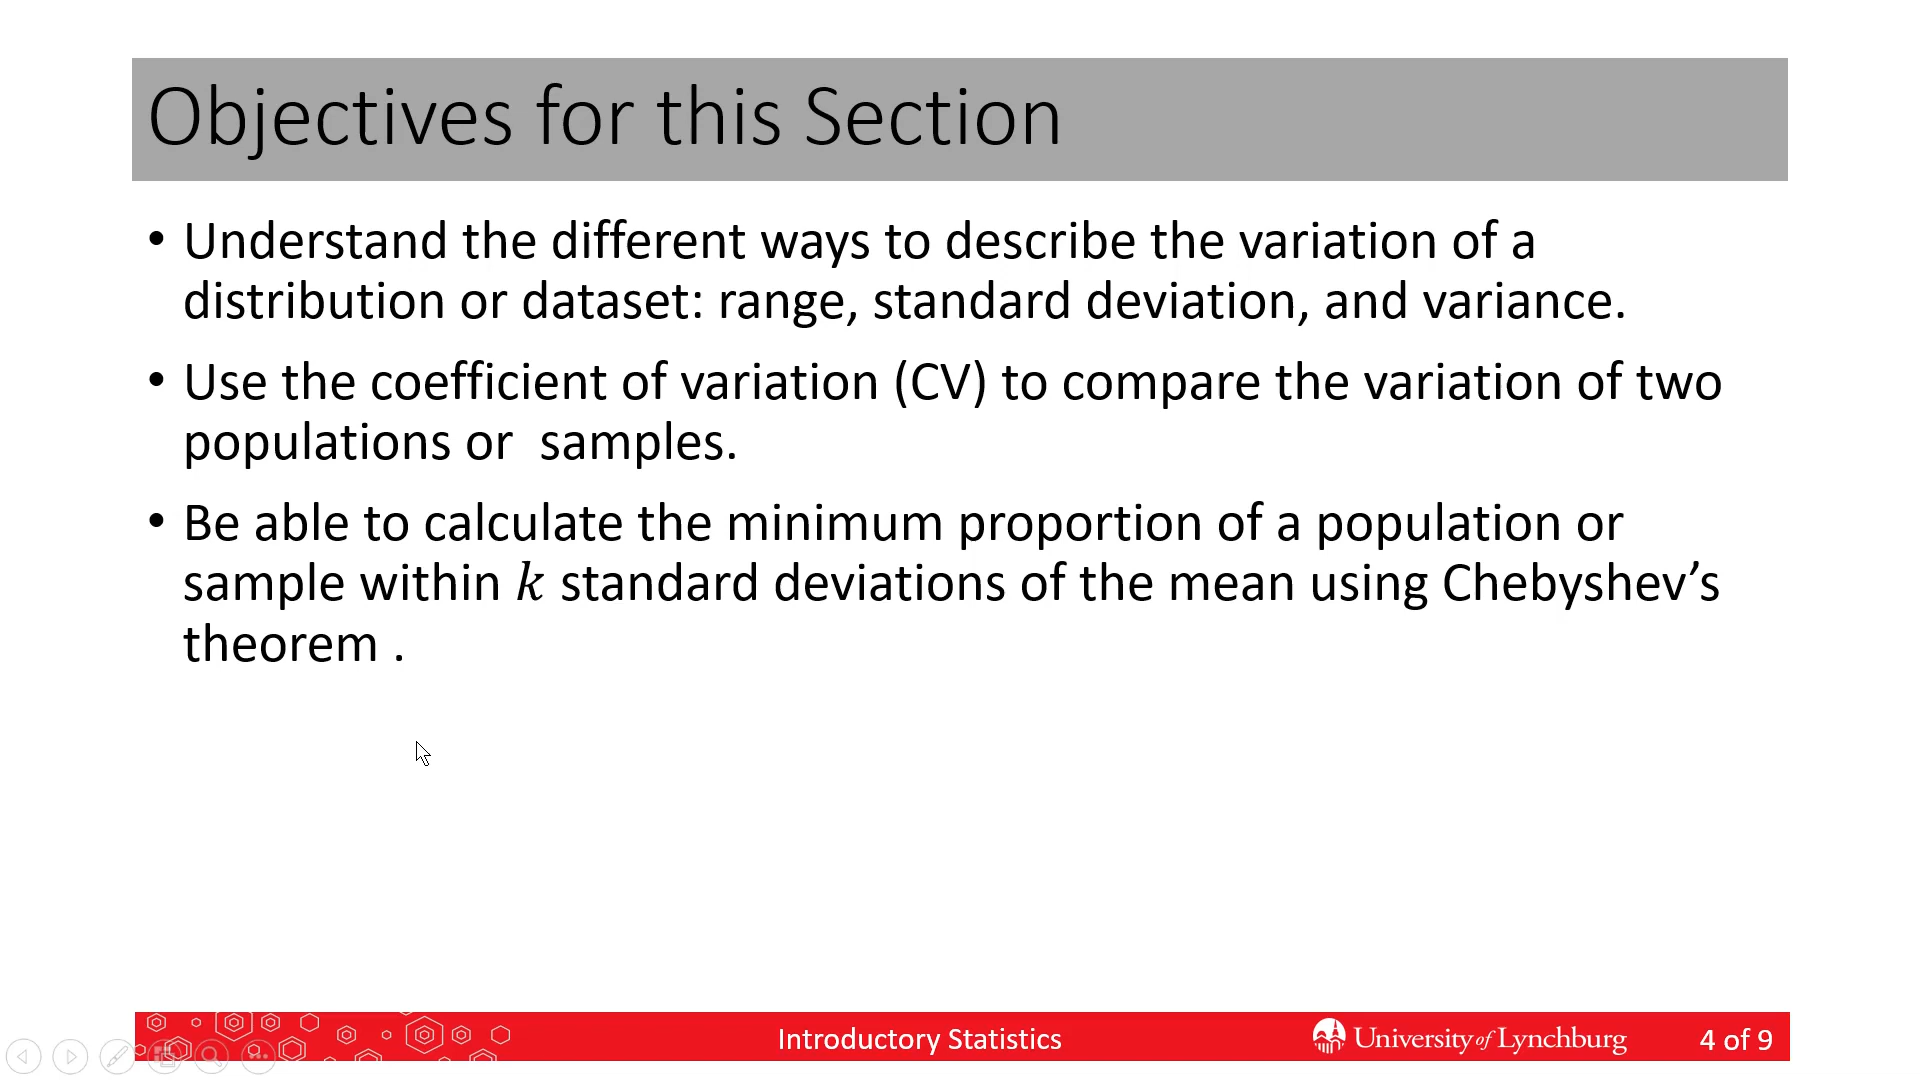 Objectives for this Section
• Understand the different ways to describe the variation of a
distribution or dataset: range, standard deviation, and variance.
• Use the coefficient of variation (CV) to compare the variation of two
populations or  samples.
• Be able to calculate the minimum proportion of a population or
sample within 𝑘 standard deviations of the mean using Chebyshev’s
theorem .
Introductory Statistics
University of Lynchburg
4 of 9